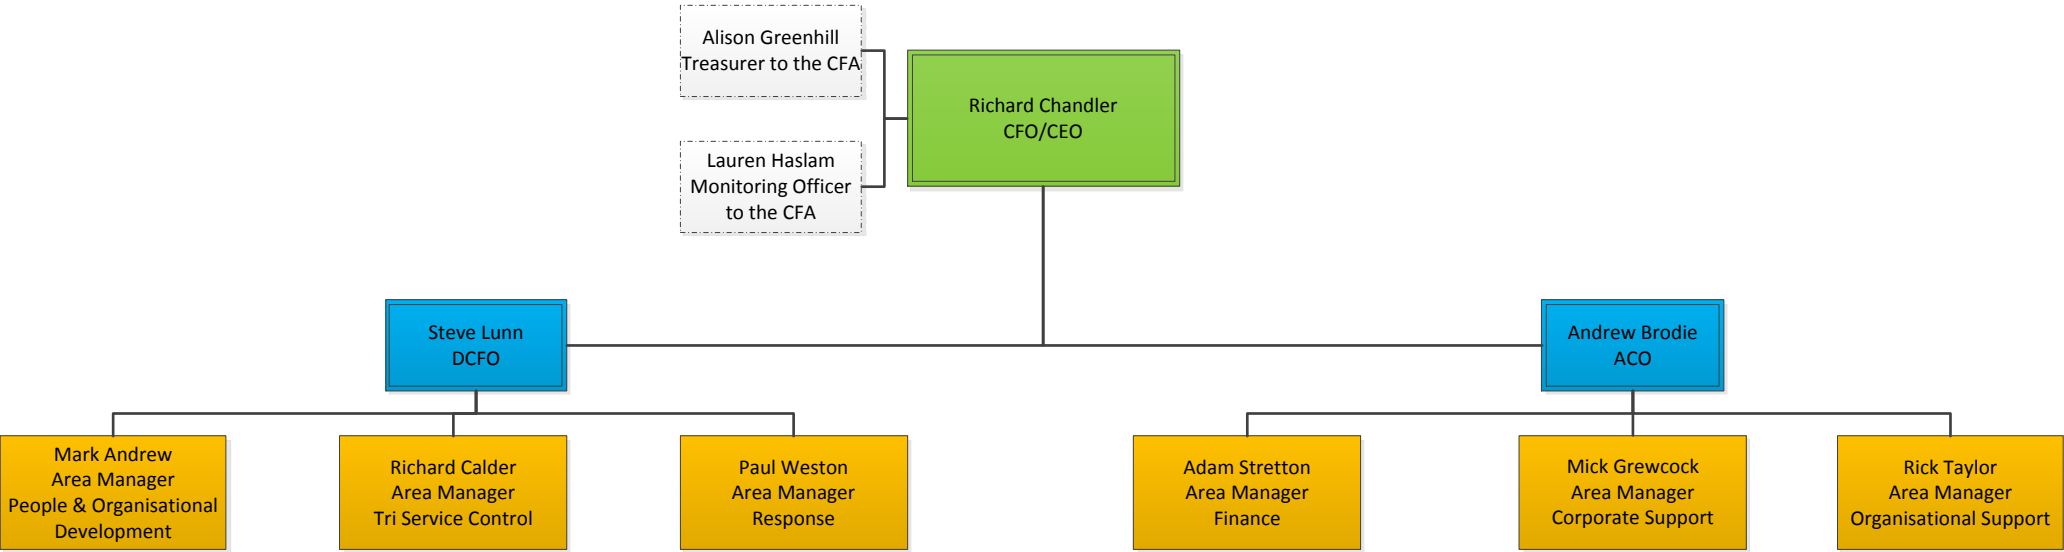 Alison Greenhill
Treasurer to the CFA
Richard Chandler
CFO/CEO
Lauren Haslam
Monitoring Officer
to the CFA
Steve Lunn
DCFO
Andrew Brodie
ACO
Mark Andrew
Area Manager
People & Organisational
Development
Richard Calder
Area Manager
Tri Service Control
Paul Weston
Area Manager
Response
Adam Stretton
Area Manager
Finance
Mick Grewcock
Area Manager
Corporate Support
Rick Taylor
Area Manager
Organisational Support